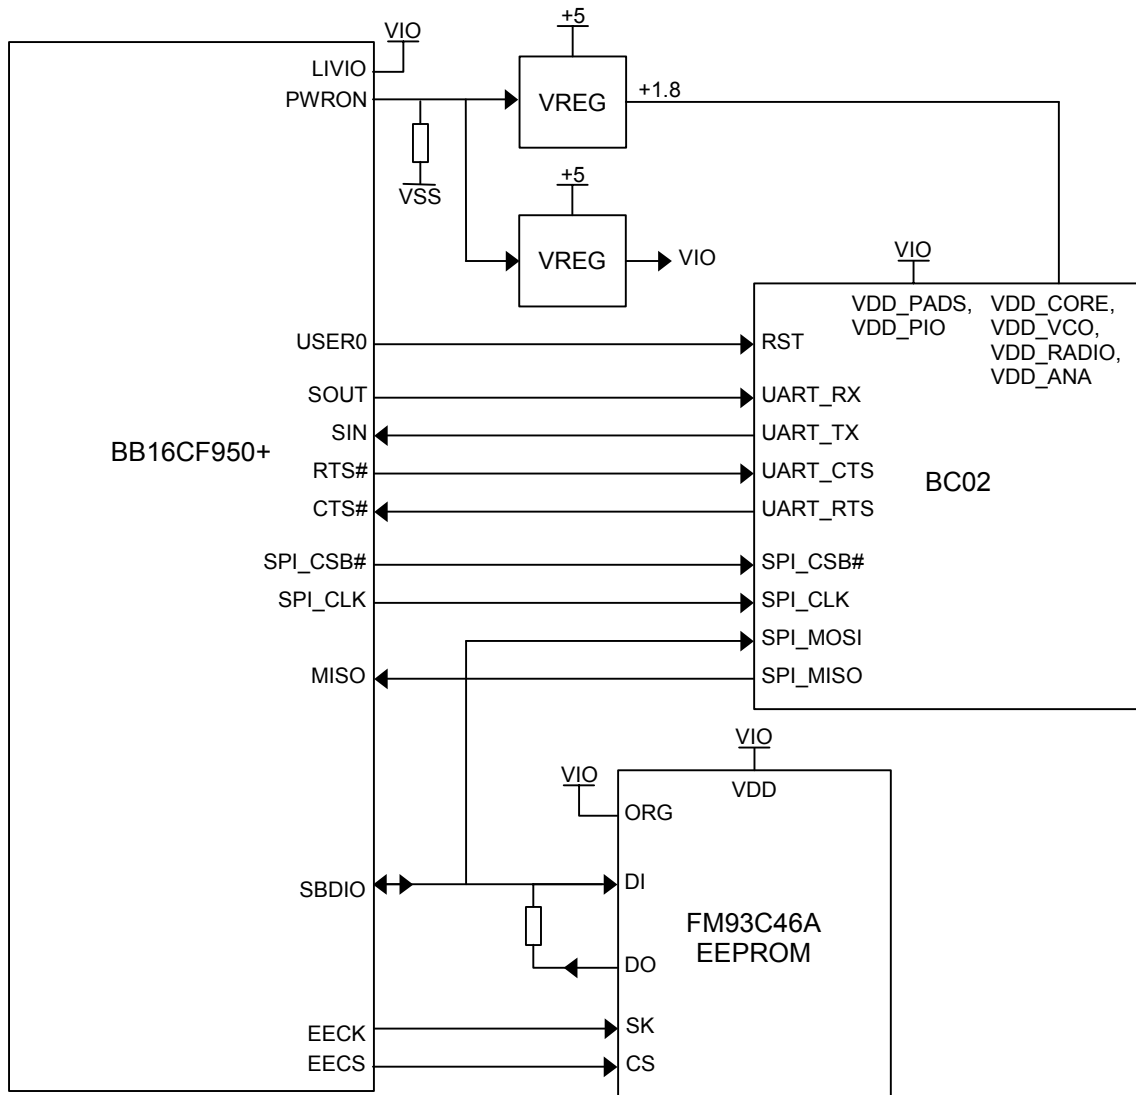 +5
VIO
LIVIO
VREG
+1.8
PWRON
VSS
+5
VREG
VIO
VIO
VDD_PADS,
VDD_PIO
VDD_CORE,
VDD_VCO,
VDD_RADIO,
VDD_ANA
USER0
RST
SOUT
UART_RX
SIN
UART_TX
BB16CF950+
RTS#
UART_CTS
BC02
CTS#
UART_RTS
SPI_CSB#
SPI_CSB#
SPI_CLK
SPI_CLK
SPI_MOSI
MISO
SPI_MISO
VIO
VIO
VDD
ORG
SBDIO
DI
FM93C46A
EEPROM
DO
EECK
SK
EECS
CS